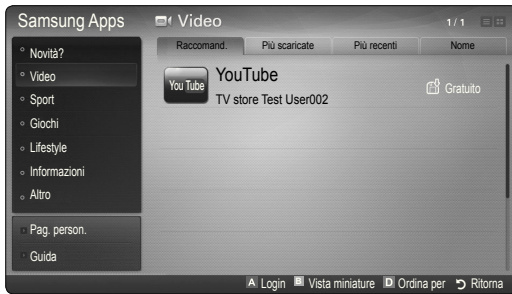 Samsung Apps
Video
1/1
Novità?
Video
Sport
Giochi
Lifestyle
Informazioni
Altro
Pag. person.
Guida
Raccomand. Più scaricate Più recenti Nome
You Tube
YouTube
TV store Test User002
Gratuito
A Login B Vista miniature D Ordina per Ritorna